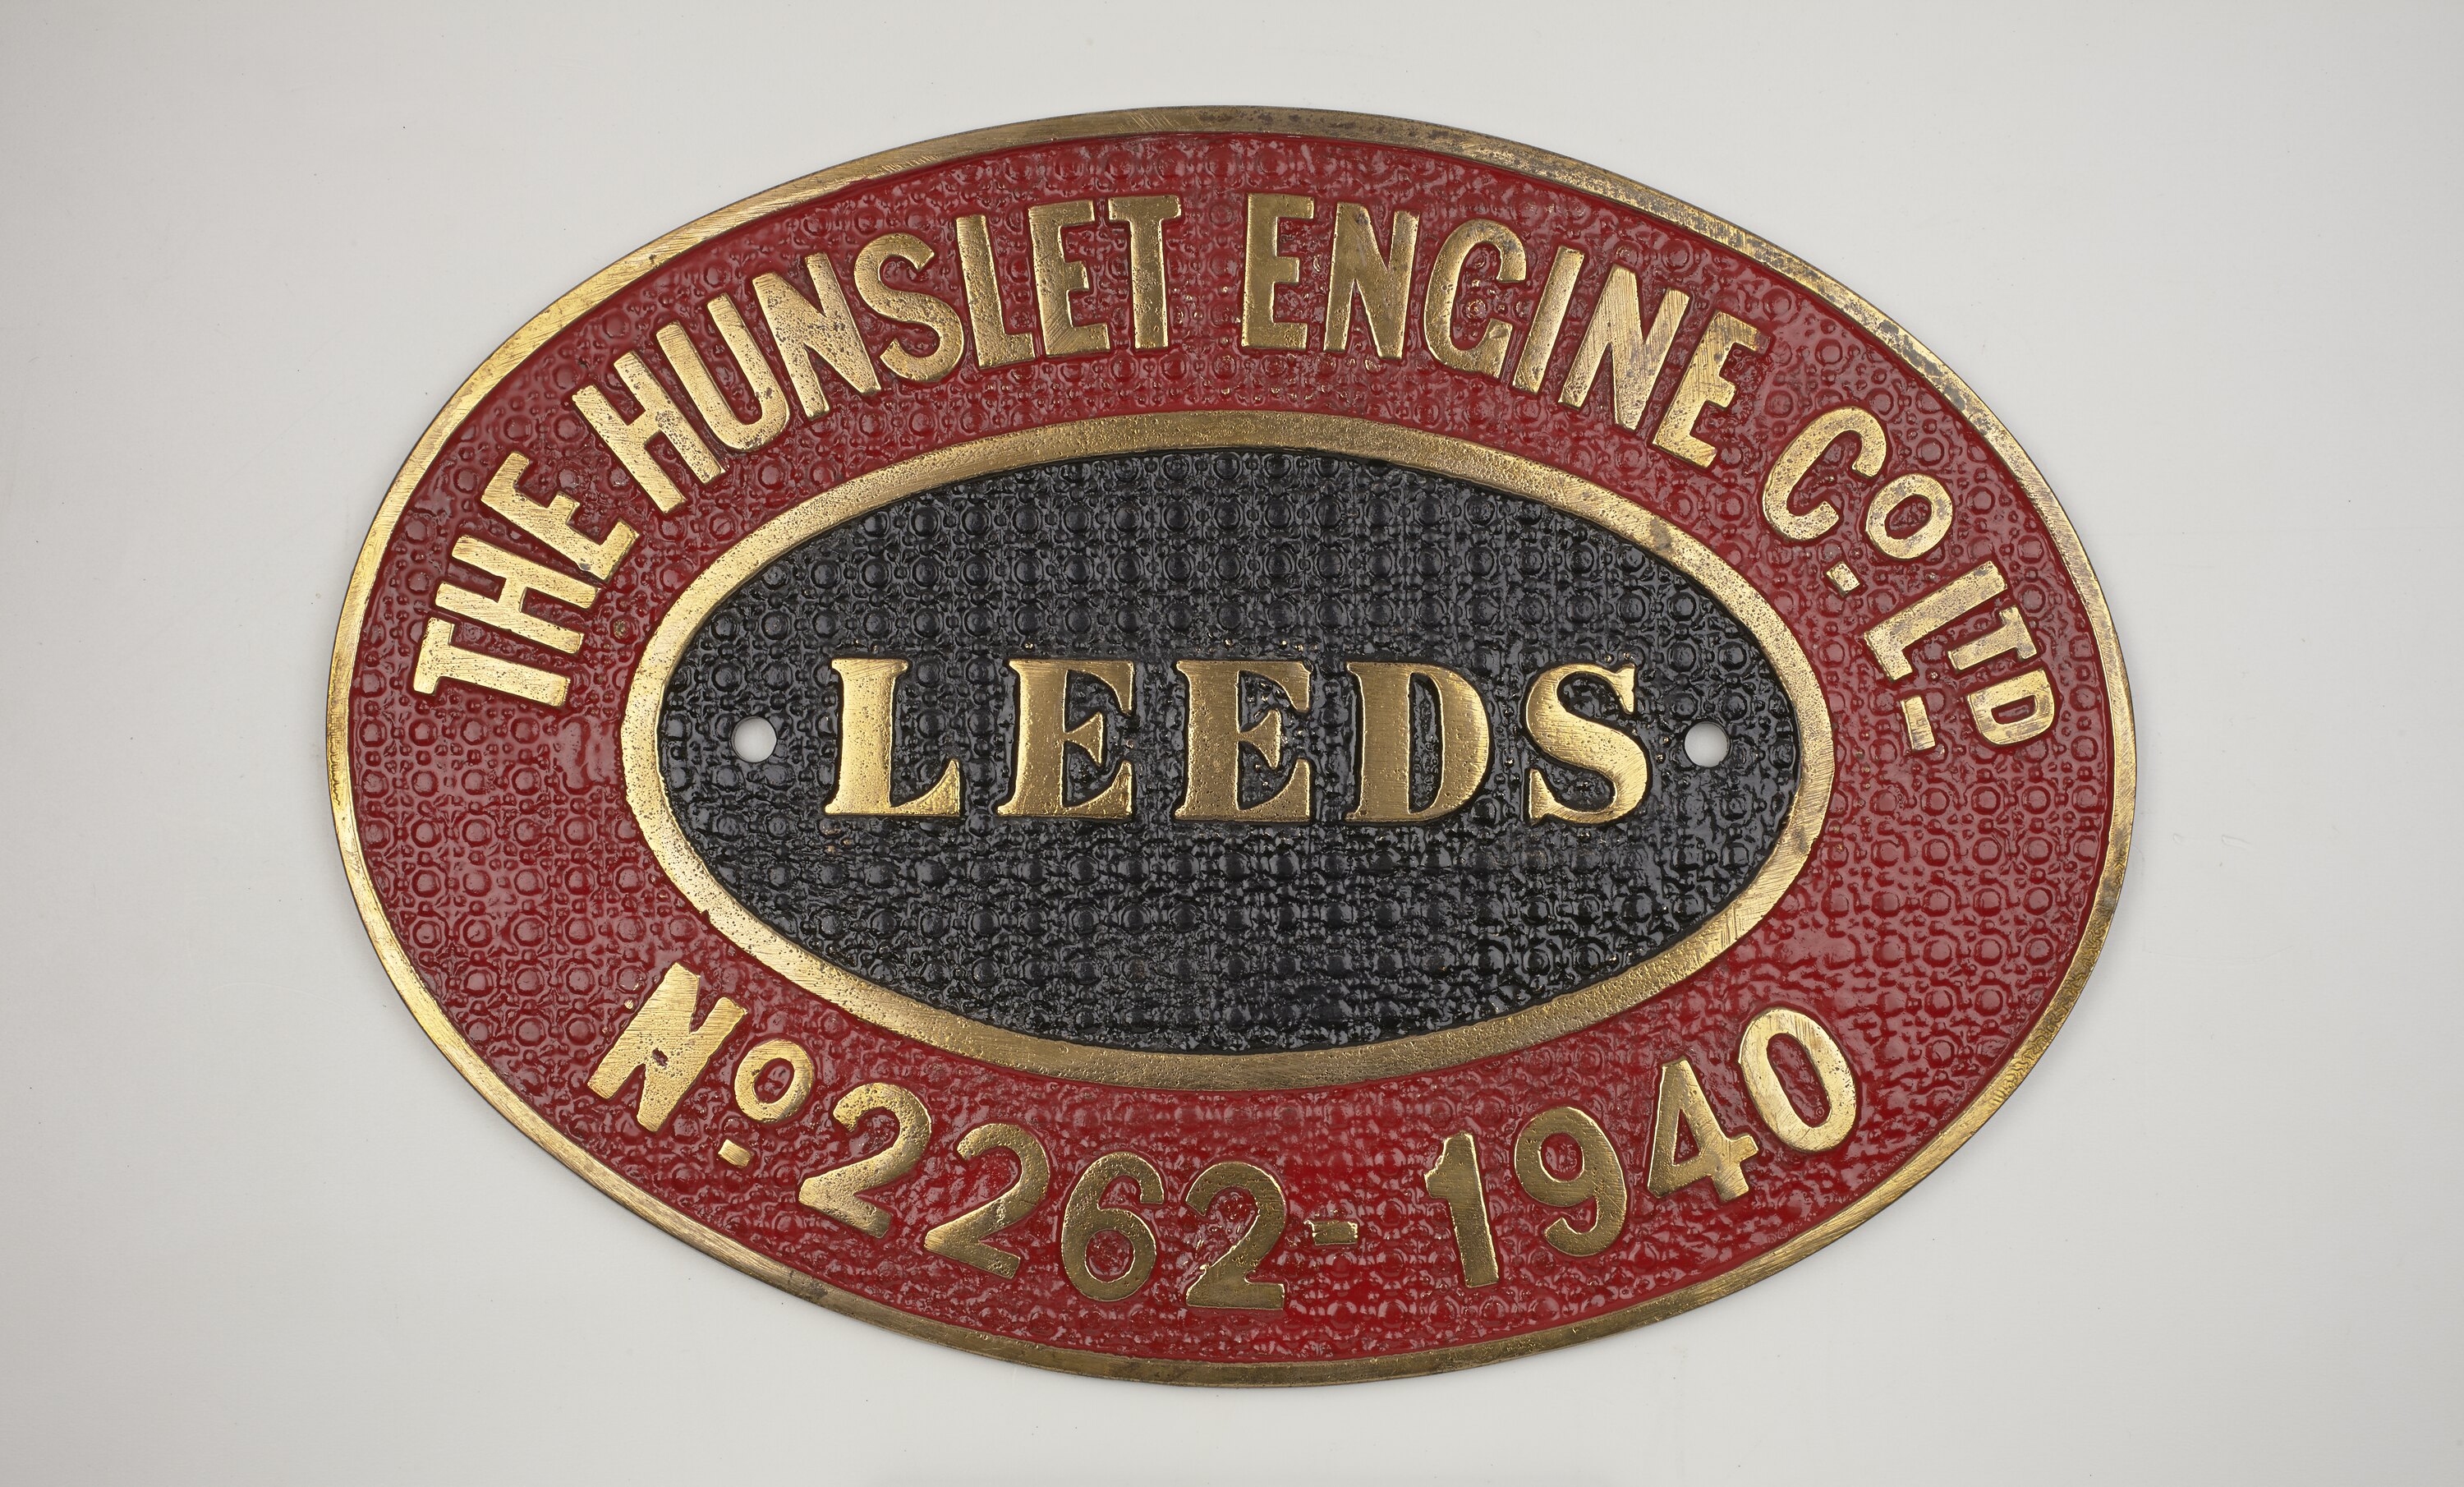 THE HUNSLET ENGINE Co. LTD.
LEEDS
No. 2262-1940